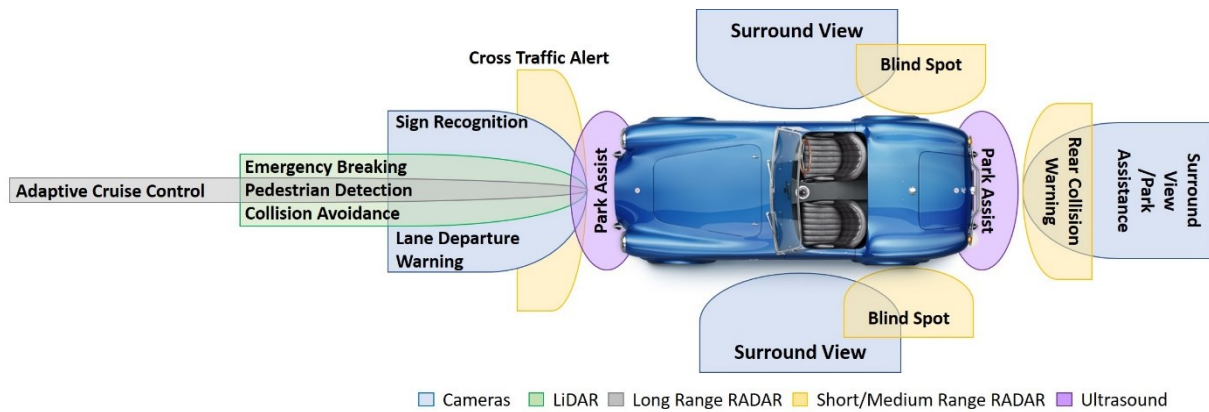 Surround View
Cross Traffic Alert
Blind Spot
Sign Recognition
Emergency Breaking
Adaptive Cruise Control
Pedestrian Detection
Collision Avoidance
Lane Departure
Warning
Park Assist
Park Assist
Rear Collision
Warning
Surround
View
/Park
Assistance
Blind Spot
Surround View
Cameras
LiDAR
Long Range RADAR
Short/Medium Range RADAR
Ultrasound